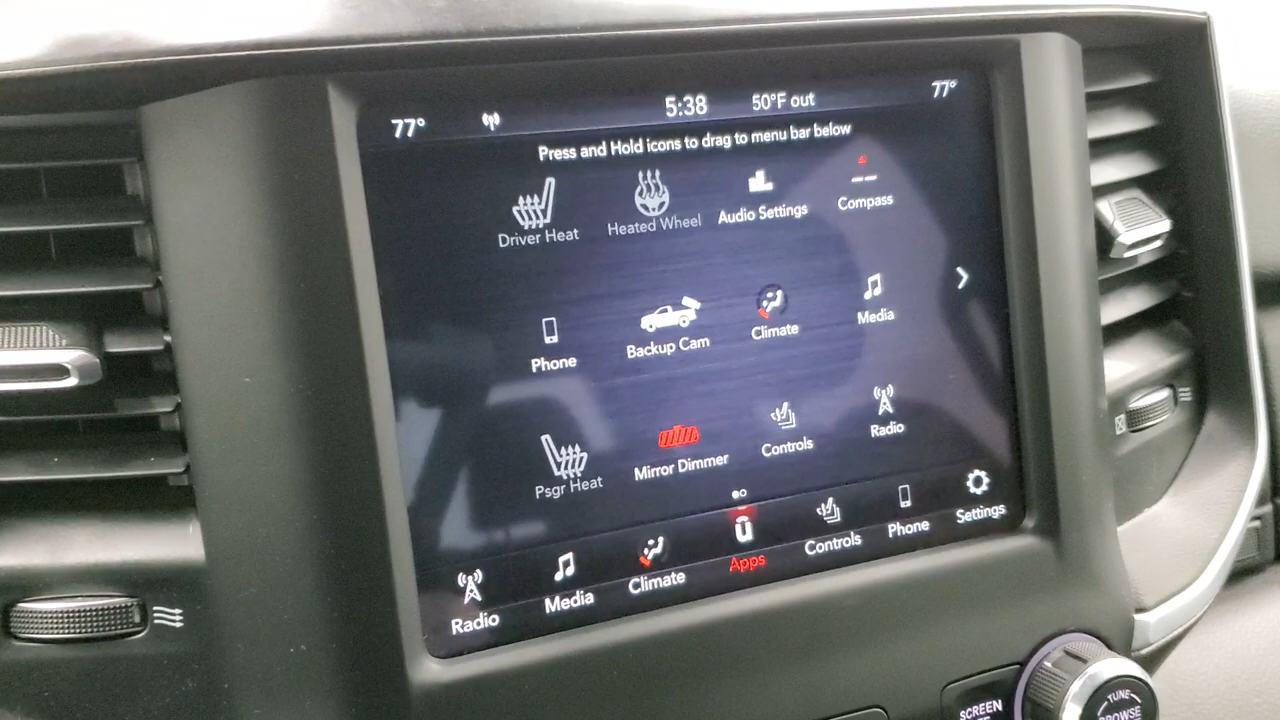 77°
5:38
50°F out
77°
Press and Hold icons to drag to menu bar below
Driver Heat
Heated Wheel
Audio Settings
Compass
Phone
Backup Cam
Climate
Media
Psgr Heat
Mirror Dimmer
Controls
Radio
Radio
Media
Climate
Apps
Controls
Phone
Settings
SCREEN
TUNE
BROWSE